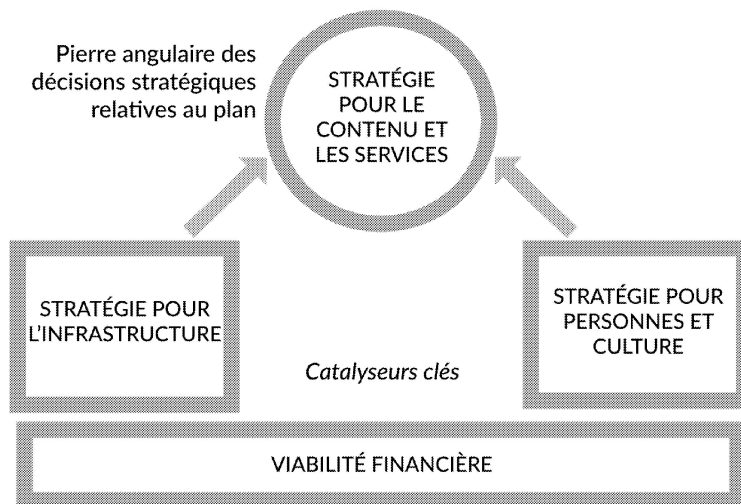 Pierre angulaire des
décisions stratégiques
relatives au plan
STRATÉGIE
POUR LE
CONTENU ET
LES SERVICES
STRATÉGIE POUR
L’INFRASTRUCTURE
STRATÉGIE POUR
PERSONNES ET
CULTURE
Catalyseurs clés
VIABILITÉ FINANCIÈRE